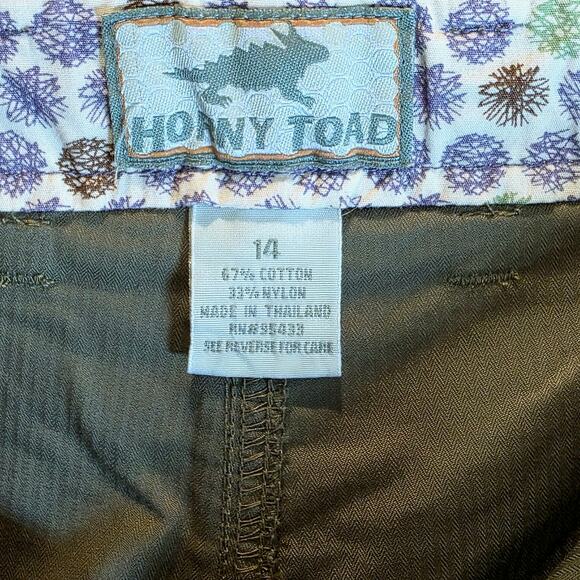 HORNY TOAD
14
67% COTTON
33% NYLON
MADE IN THAILAND
RN#95433
SEE REVERSE FOR CARE